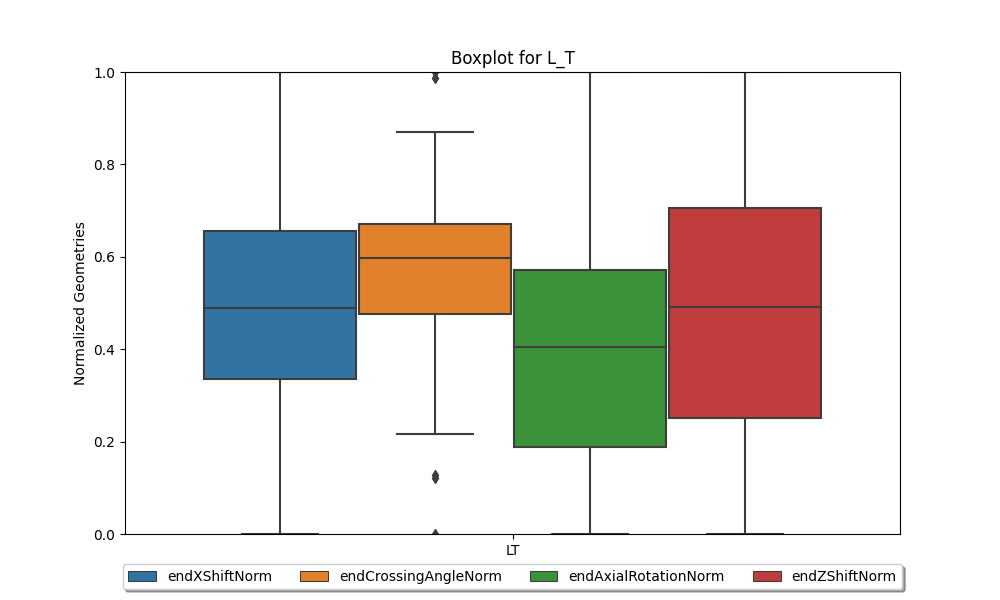 Boxplot for L_T
Normalized Geometries
1.0
0.8
0.6
0.4
0.2
0.0
LT
endXShiftNorm endCrossingAngleNorm endAxialRotationNorm endZShiftNorm